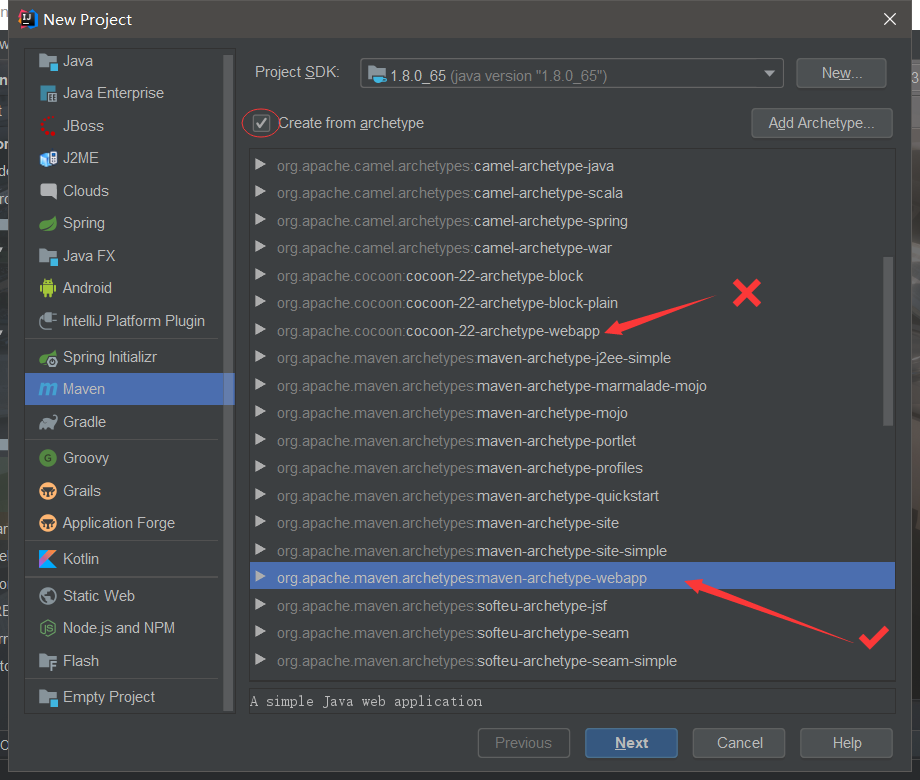 New Project
Java
Java Enterprise
JBoss
J2ME
Clouds
Spring
Java FX
Android
IntelliJ Platform Plugin
Spring Initializr
Maven
Gradle
Groovy
Grails
Application Forge
Kotlin
Static Web
Node.js and NPM
Flash
Empty Project
Project SDK: 1.8.0_65 (java version "1.8.0_65") New...
Create from archetype Add Archetype...
org.apache.camel.archetypes:camel-archetype-java
org.apache.camel.archetypes:camel-archetype-scala
org.apache.camel.archetypes:camel-archetype-spring
org.apache.camel.archetypes:camel-archetype-war
org.apache.cocoon:cocoon-22-archetype-block
org.apache.cocoon:cocoon-22-archetype-block-plain
org.apache.cocoon:cocoon-22-archetype-webapp
org.apache.maven.archetypes:maven-archetype-j2ee-simple
org.apache.maven.archetypes:maven-archetype-marmalade-mojo
org.apache.maven.archetypes:maven-archetype-mojo
org.apache.maven.archetypes:maven-archetype-portlet
org.apache.maven.archetypes:maven-archetype-profiles
org.apache.maven.archetypes:maven-archetype-quickstart
org.apache.maven.archetypes:maven-archetype-site
org.apache.maven.archetypes:maven-archetype-site-simple
org.apache.maven.archetypes:maven-archetype-webapp
org.apache.maven.archetypes:softeu-archetype-jsf
org.apache.maven.archetypes:softeu-archetype-seam
org.apache.maven.archetypes:softeu-archetype-seam-simple
A simple Java web application
Previous Next Cancel Help